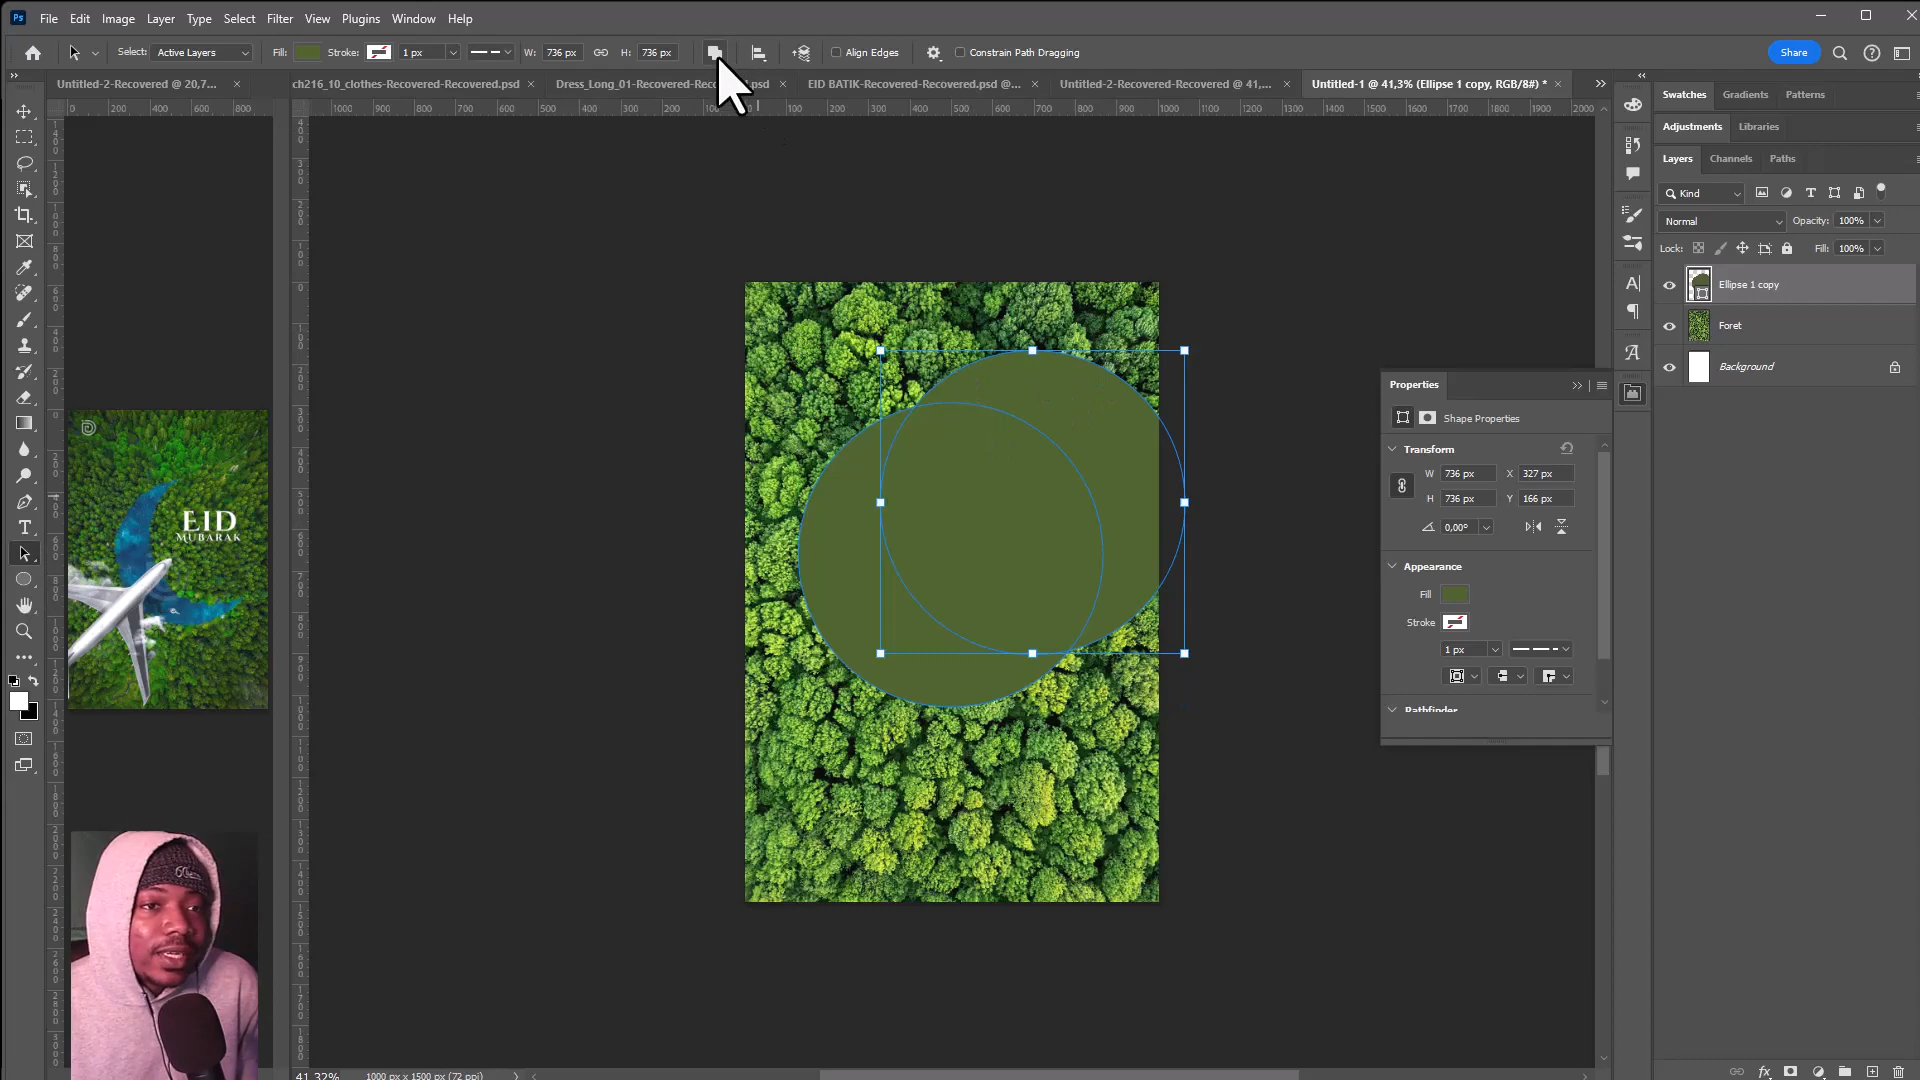 Ps File Edit Image Layer Type Select Filter View Plugins Window Help
Select: Active Layers Fill: Stroke: 1 px W: 736 px H: 736 px Align Edges Constrain Path Dragging Share
Untitled-2-Recovered @ 20,7... ch216_10_clothes-Recovered-Recovered.psd Dress_Long_01-Recovered-Rec psd EID BATIK-Recovered-Recovered.psd @... Untitled-2-Recovered-Recovered @ 41,... Untitled-1 @ 41,3% (Ellipse 1 copy, RGB/8#) *
Swatches Gradients Patterns
Adjustments Libraries
Layers Channels Paths
Kind
Normal Opacity: 100%
Lock: Fill: 100%
Ellipse 1 copy
Foret
Background
Properties
Shape Properties
Transform
W 736 px X 327 px
H 736 px Y 166 px
0,00°
Appearance
Fill
Stroke
1 px
Pathfinder
EID
MUBARAK
41,32% 1000 px x 1500 px (72 ppi)